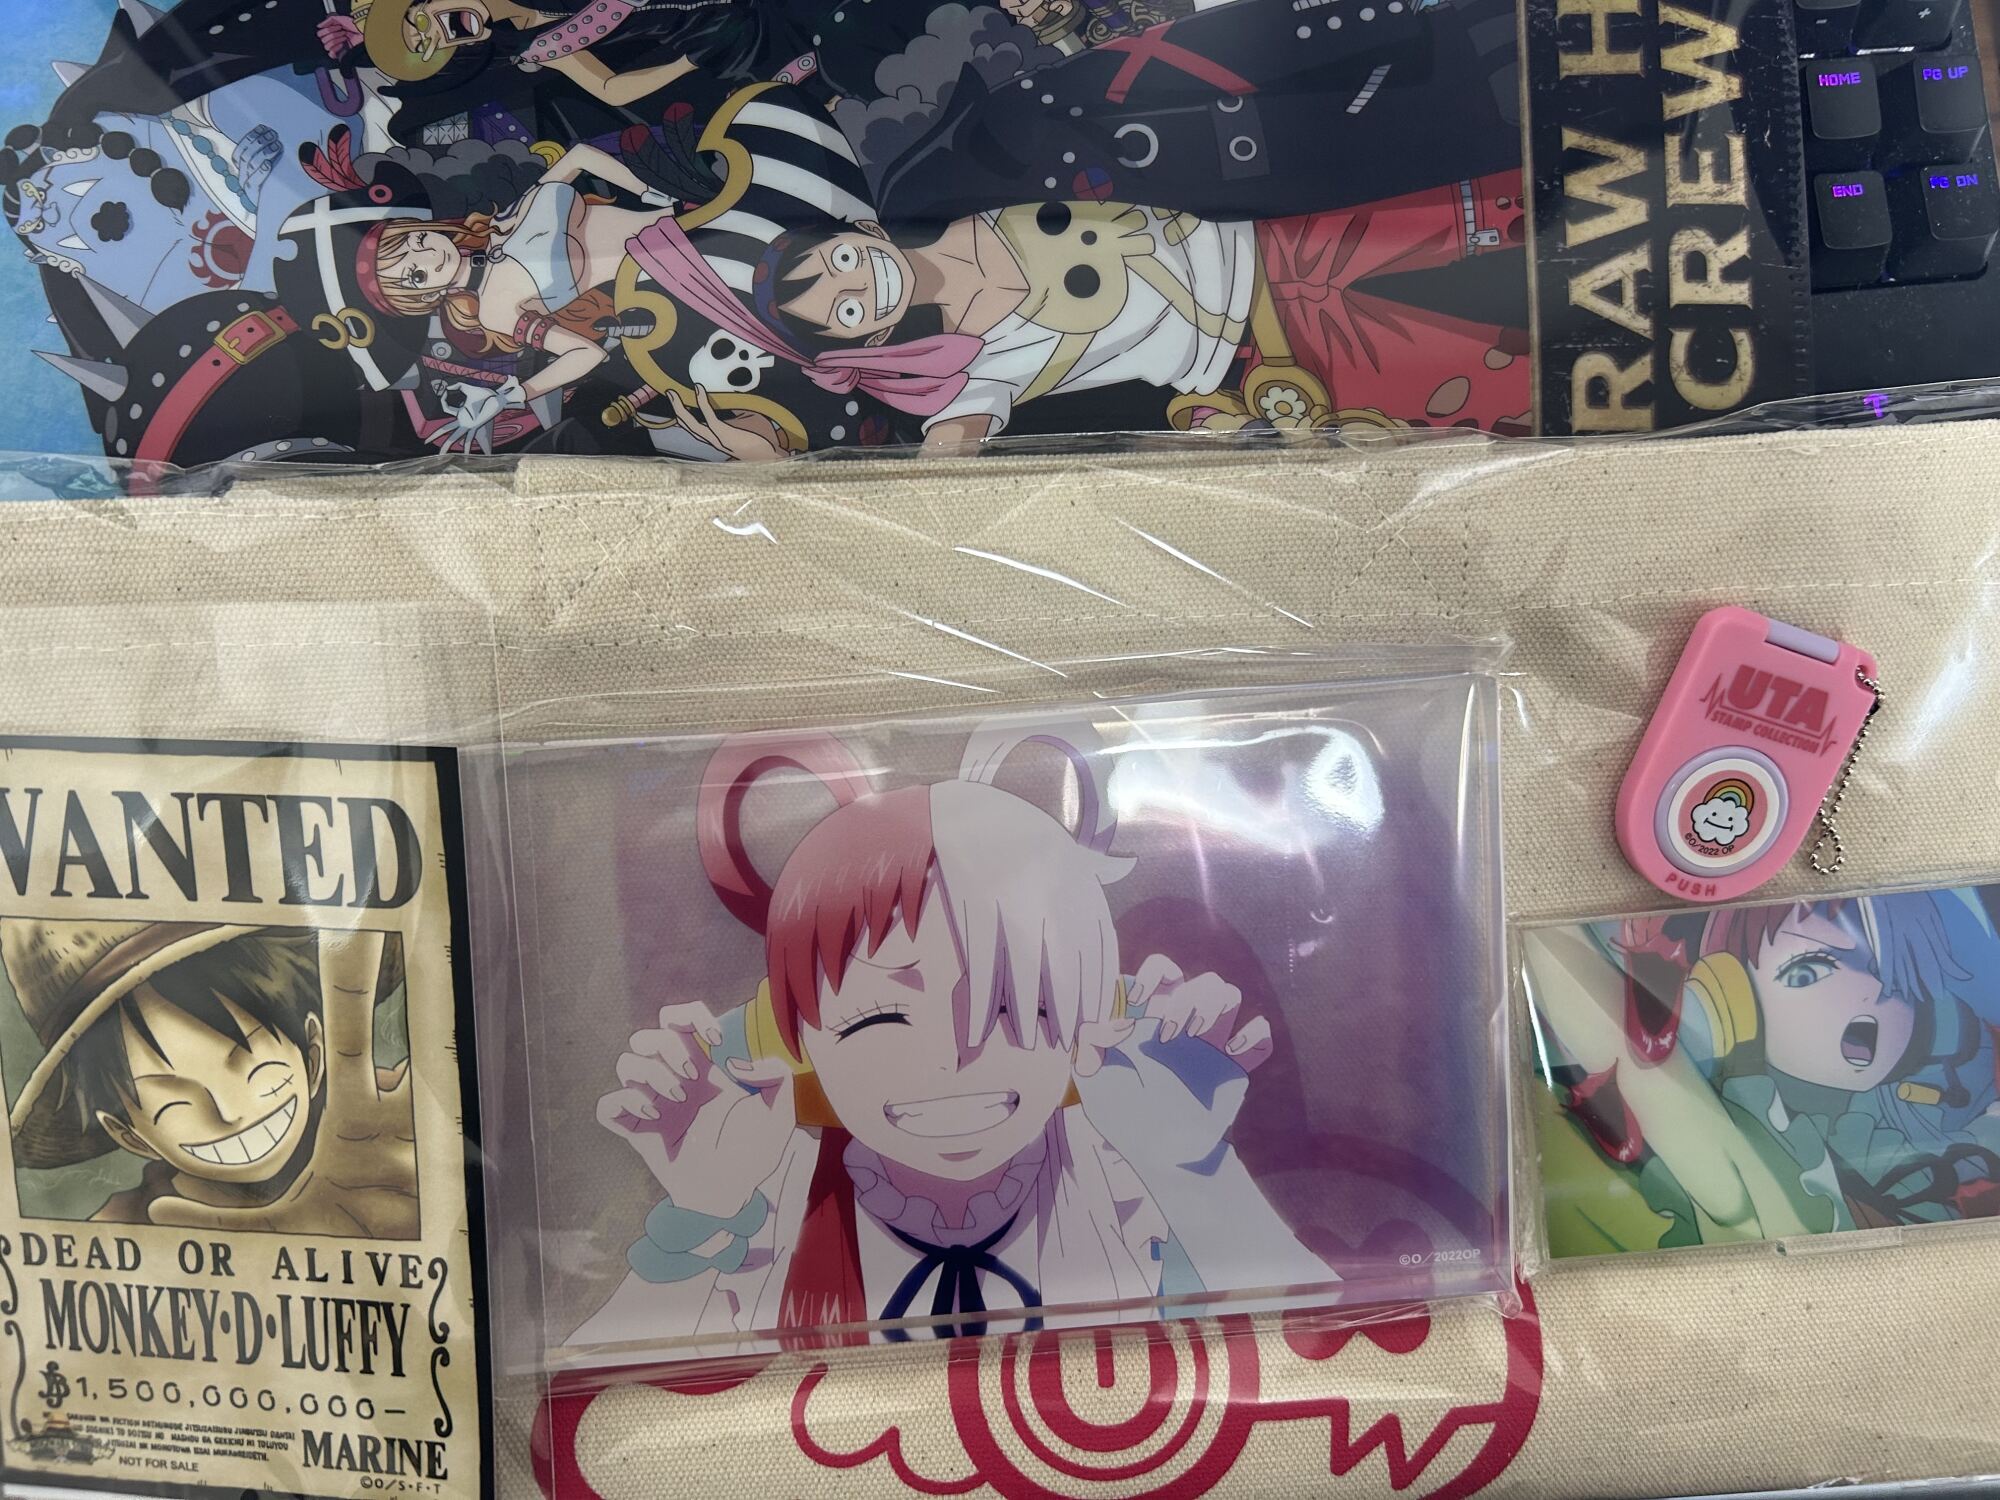 RAW H
CREW
HOME
PG UP
END
PG DN
UTA
STAMP COLLECTION
©O/2022 OP
PUSH
WANTED
DEAD OR ALIVE
MONKEY·D·LUFFY
฿1,500,000,000-
MARINE
NOT FOR SALE
©O/S·F·T
©O/2022OP